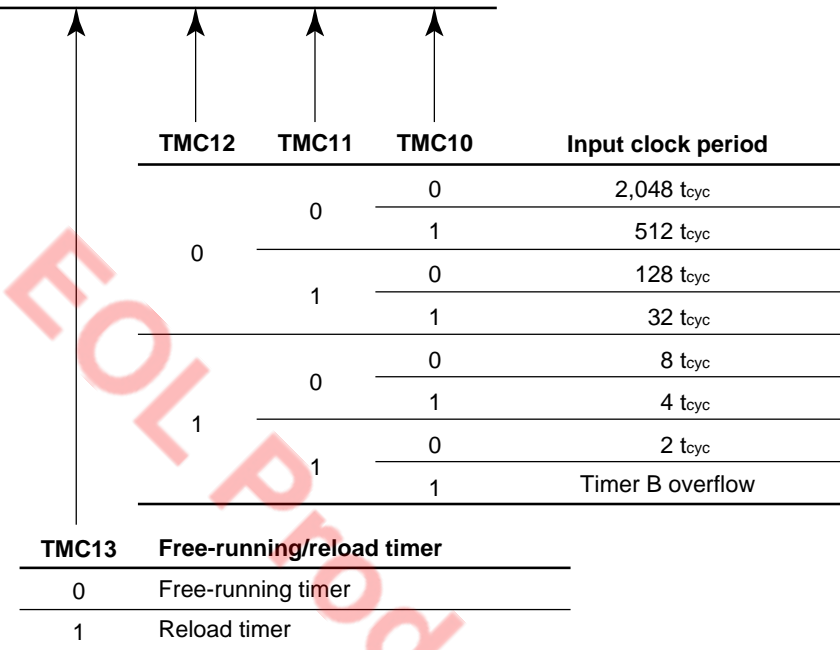 TMC12 TMC11 TMC10 Input clock period
0 0 0 2,048 tcyc
1 512 tcyc
1 0 128 tcyc
1 32 tcyc
1 0 0 8 tcyc
1 4 tcyc
1 0 2 tcyc
1 Timer B overflow
TMC13 Free-running/reload timer
0 Free-running timer
1 Reload timer
EOL Prod